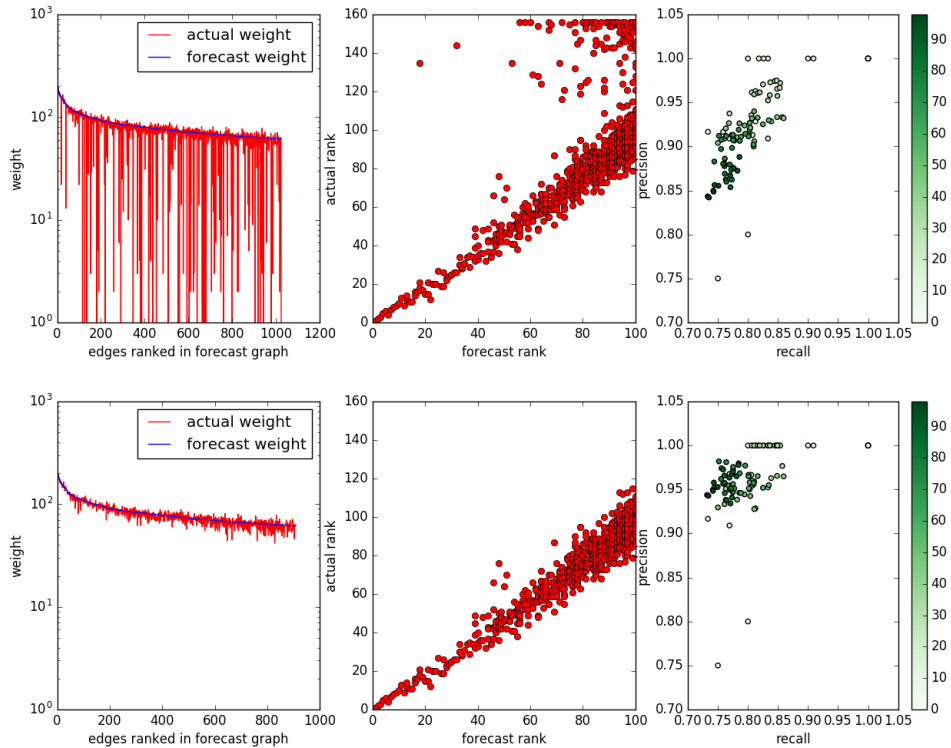 10³
10²
10¹
10⁰
weight
actual weight
forecast weight
0 200 400 600 800 1000 1200
edges ranked in forecast graph
160
140
120
100
80
60
40
20
0
actual rank
0 20 40 60 80 100
forecast rank
1.05
1.00
0.95
0.90
0.85
0.80
0.75
0.70
precision
0.70 0.75 0.80 0.85 0.90 0.95 1.00 1.05
recall
90
80
70
60
50
40
30
20
10
0
10³
10²
10¹
10⁰
weight
actual weight
forecast weight
0 200 400 600 800 1000
edges ranked in forecast graph
160
140
120
100
80
60
40
20
0
actual rank
0 20 40 60 80 100
forecast rank
1.05
1.00
0.95
0.90
0.85
0.80
0.75
0.70
precision
0.70 0.75 0.80 0.85 0.90 0.95 1.00 1.05
recall
90
80
70
60
50
40
30
20
10
0